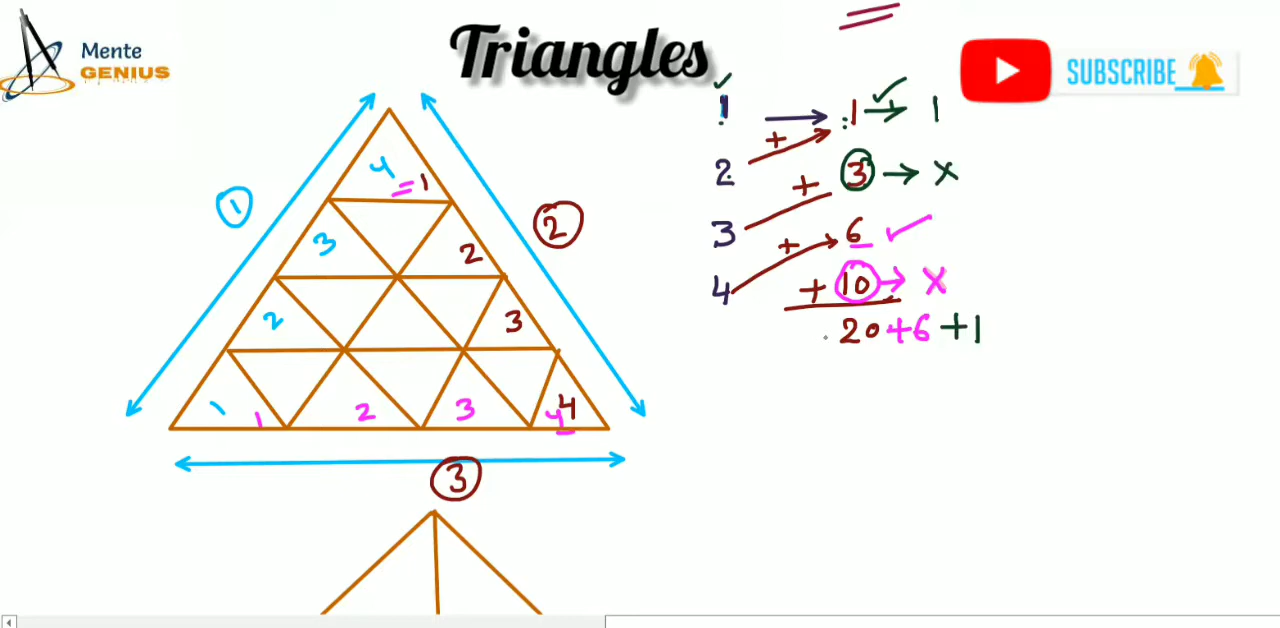 Mente
GENIUS
Triangles
SUBSCRIBE
1 → 1 → 1
2 + 3 → x
3 + 6 ✓
4 + 10 → x
20 + 6 + 1
1
2
3
4
= 1
3
2
2
3
1
1
2
3
4
4
3